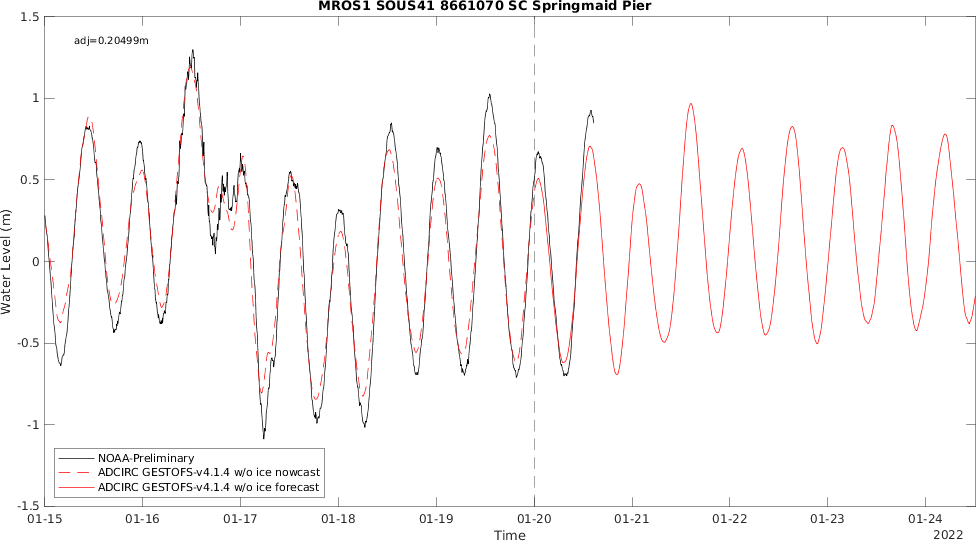 MROS1 SOUS41 8661070 SC Springmaid Pier
adj=0.20499m
1.5
1
0.5
0
-0.5
-1
-1.5
Water Level (m)
NOAA-Preliminary
ADCIRC GESTOFS-v4.1.4 w/o ice nowcast
ADCIRC GESTOFS-v4.1.4 w/o ice forecast
01-15 01-16 01-17 01-18 01-19 01-20 01-21 01-22 01-23 01-24
Time
2022